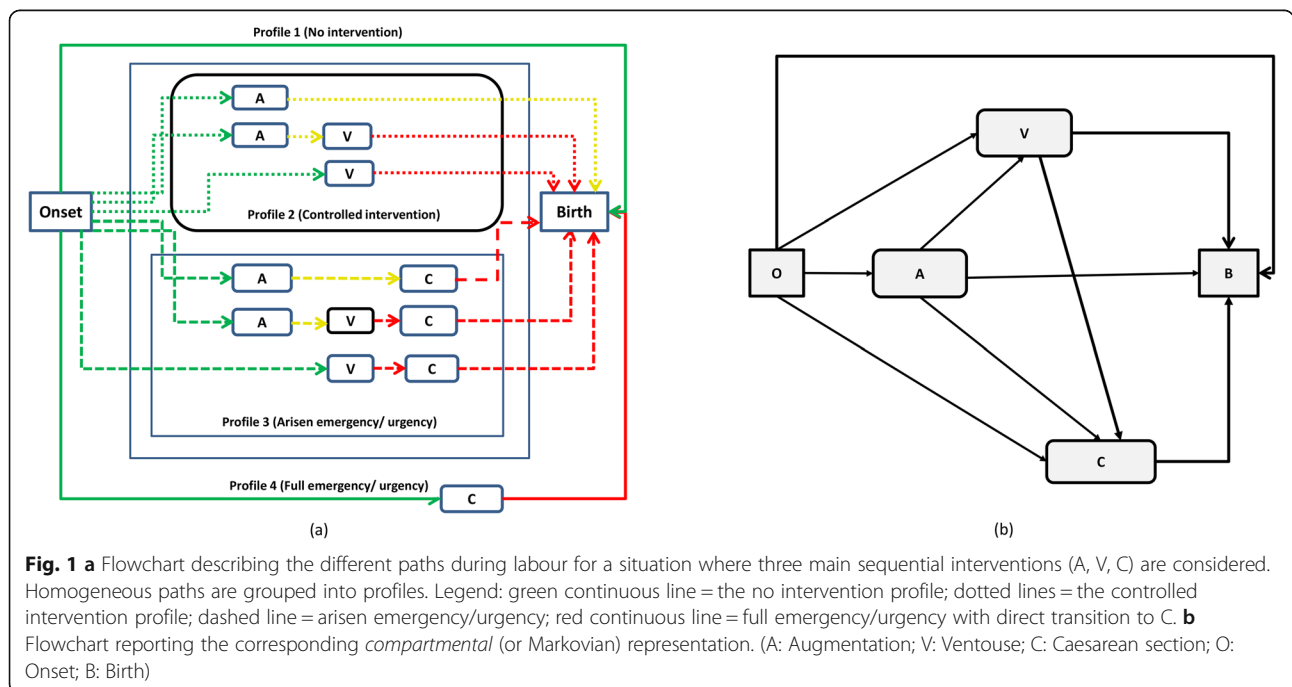 Profile 1 (No intervention)
A
A
V
V
Profile 2 (Controlled intervention)
Onset
Birth
A
C
A
V
C
V
C
Profile 3 (Arisen emergency/ urgency)
Profile 4 (Full emergency/ urgency)
C
(a)
V
O
A
B
C
(b)
Fig. 1 a Flowchart describing the different paths during labour for a situation where three main sequential interventions (A, V, C) are considered.
Homogeneous paths are grouped into profiles. Legend: green continuous line = the no intervention profile; dotted lines = the controlled
intervention profile; dashed line = arisen emergency/urgency; red continuous line = full emergency/urgency with direct transition to C. b
Flowchart reporting the corresponding compartmental (or Markovian) representation. (A: Augmentation; V: Ventouse; C: Caesarean section; O:
Onset; B: Birth)